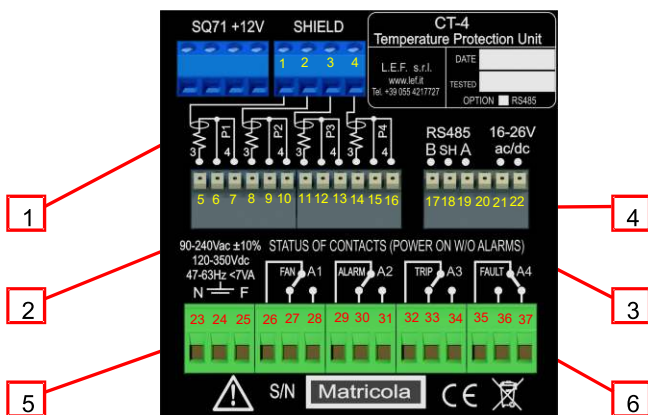 SQ71 +12V SHIELD
1 2 3 4
CT-4
Temperature Protection Unit
L.E.F. s.r.l.
www.lef.it
Tel. +39 055 4217727
DATE
TESTED
OPTION RS485
P1 P2 P3 P4
3 4 3 4 3 4 3 4
RS485
B SH A
16-26V
ac/dc
5 6 7 8 9 10 11 12 13 14 15 16
17 18 19 20 21 22
90-240Vac ±10%
120-350Vdc
47-63Hz <7VA
N F
STATUS OF CONTACTS (POWER ON W/O ALARMS)
FAN A1 ALARM A2 TRIP A3 FAULT A4
23 24 25 26 27 28 29 30 31 32 33 34 35 36 37
S/N Matricola CE
1
2
5
4
3
6